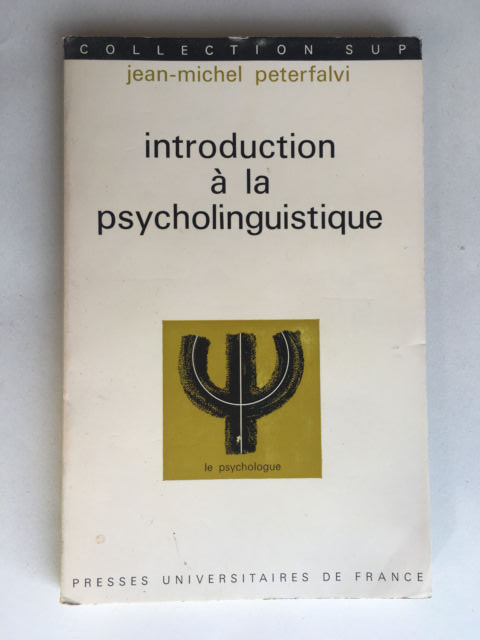 COLLECTION SUP
jean-michel peterfalvi
introduction
à la
psycholinguistique
le psychologue
PRESSES UNIVERSITAIRES DE FRANCE